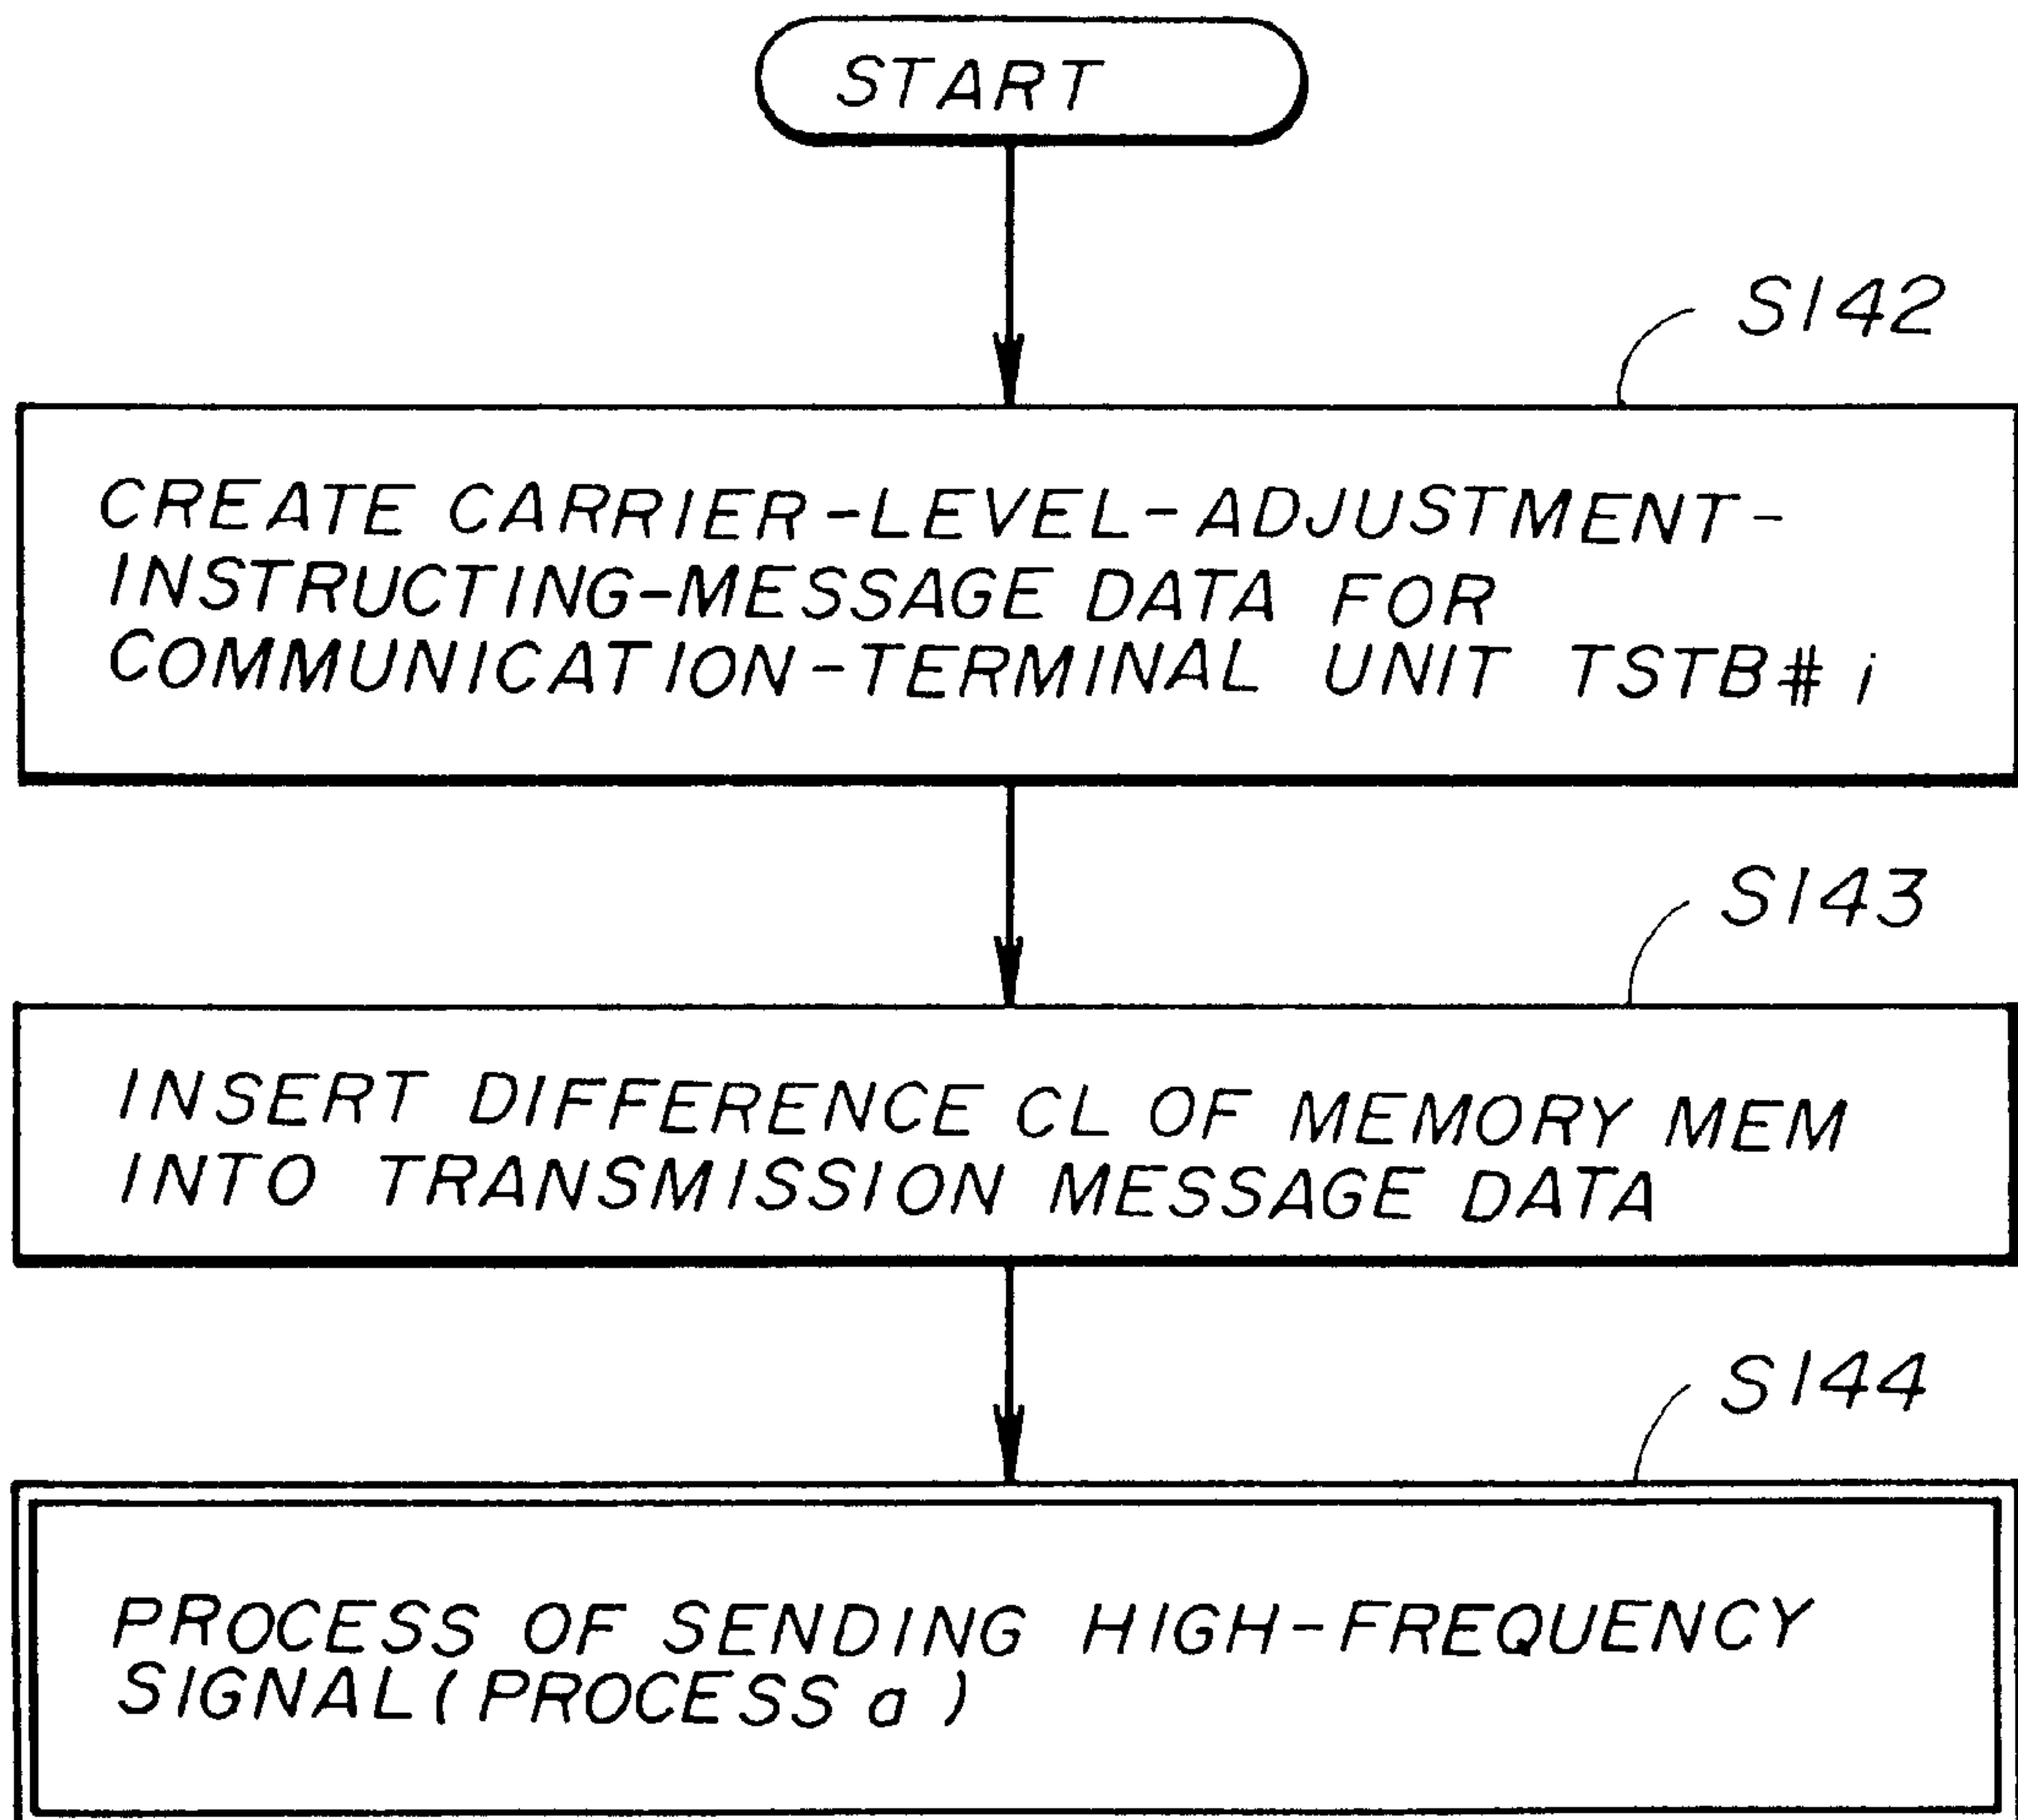 START
S142
CREATE CARRIER-LEVEL-ADJUSTMENT-
INSTRUCTING-MESSAGE DATA FOR
COMMUNICATION-TERMINAL UNIT TSTB# i
S143
INSERT DIFFERENCE CL OF MEMORY MEM
INTO TRANSMISSION MESSAGE DATA
S144
PROCESS OF SENDING HIGH-FREQUENCY
SIGNAL(PROCESS a)